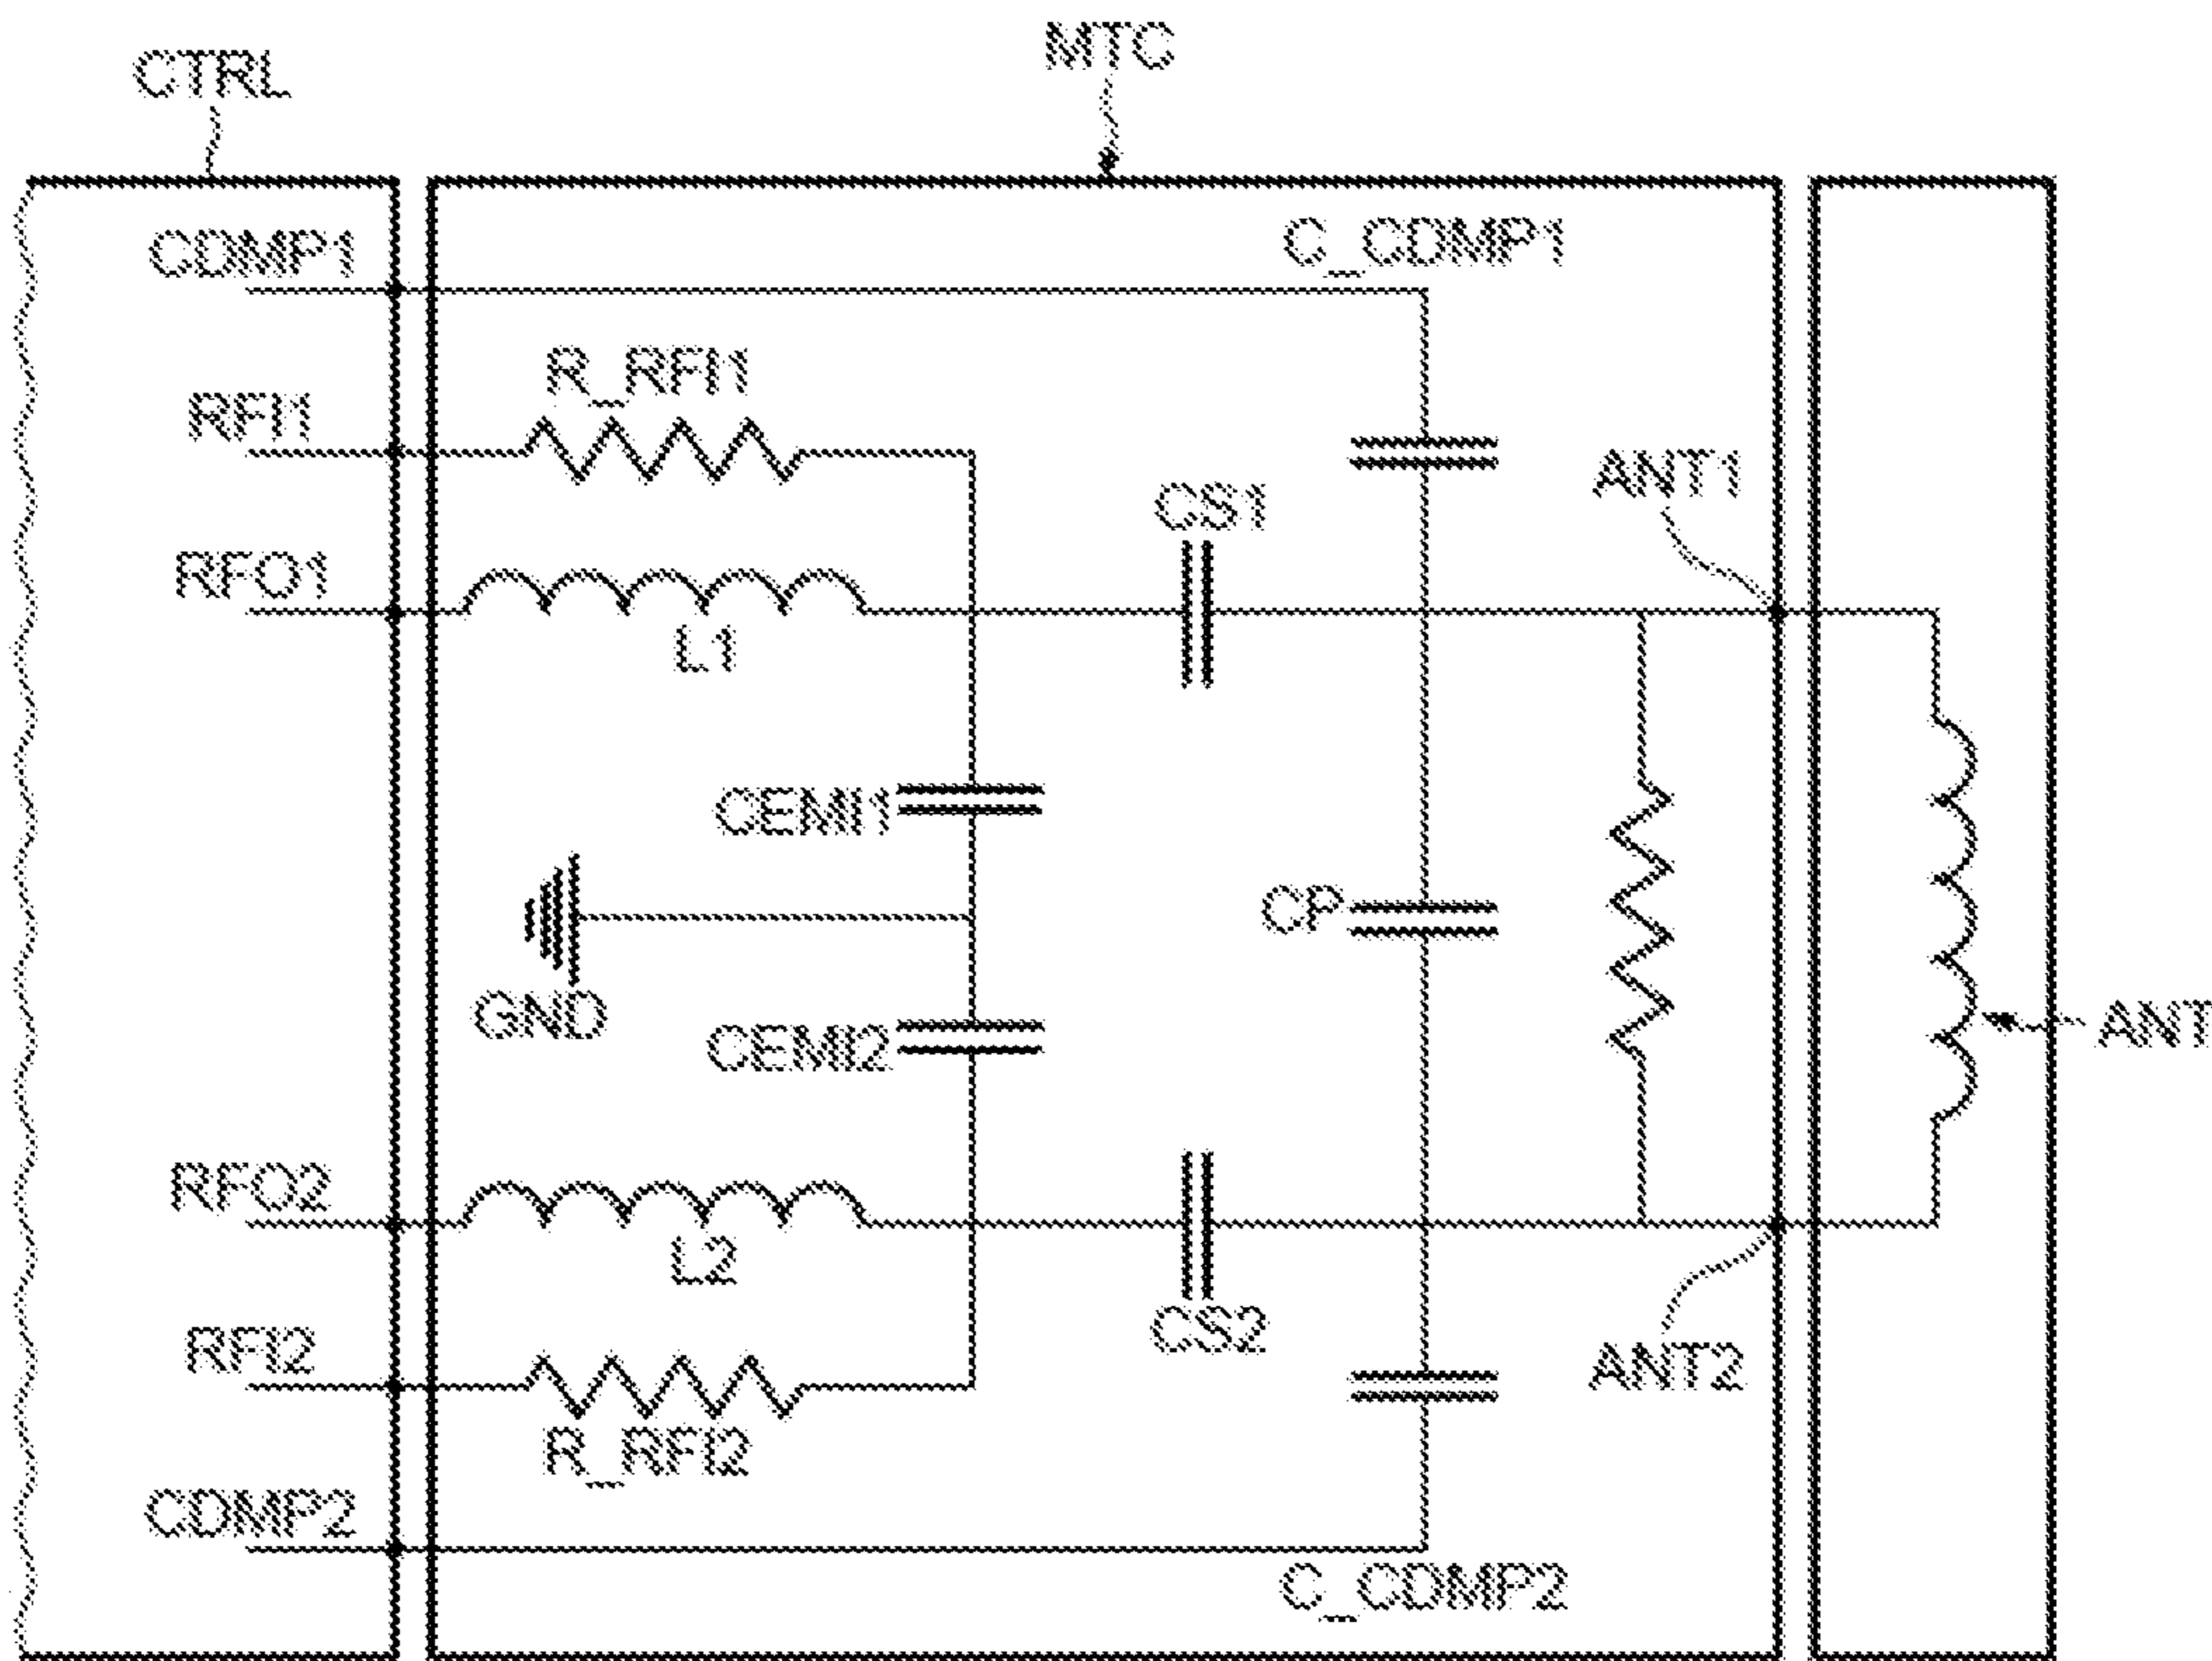 CTRL
MTC
CDMP1
C_CDMP1
R_RFI1
RFI1
ANT1
CS1
RFO1
L1
CEMI1
CP
GND
ANT
CEMI2
RFO2
L2
CS2
RFI2
ANT2
R_RFI2
CDMP2
C_CDMP2